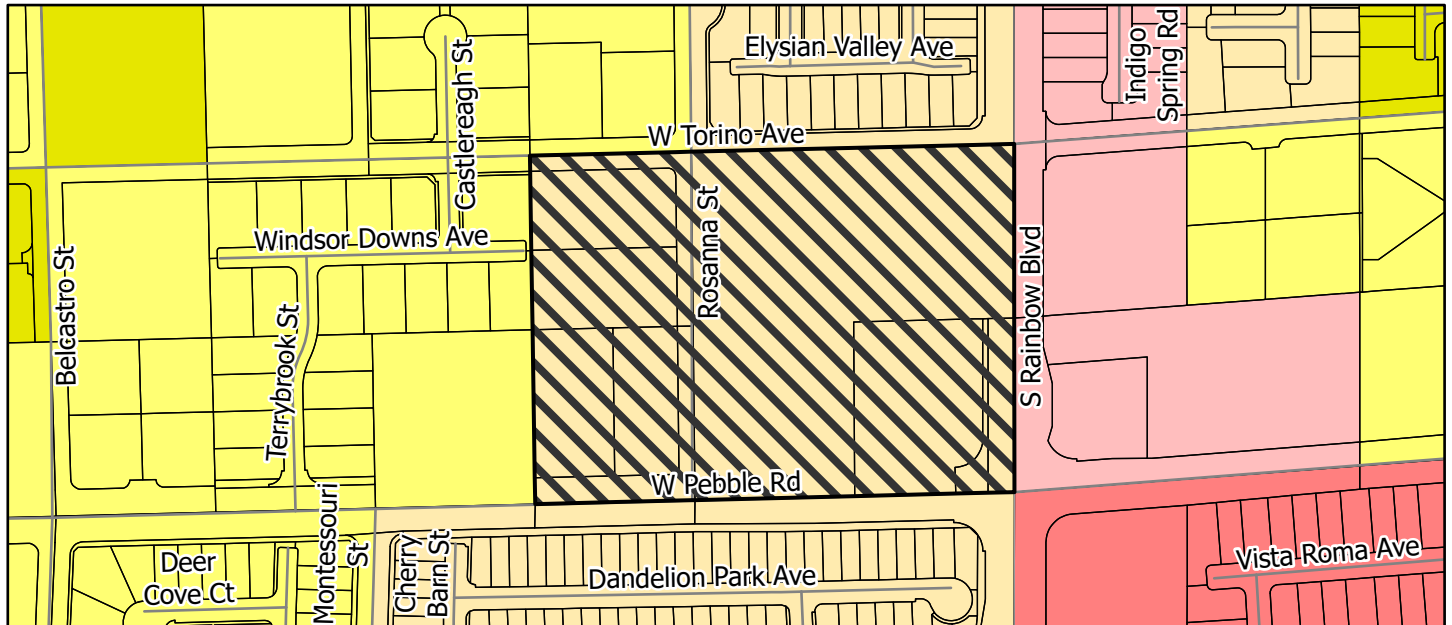 Elysian Valley Ave
Indigo
Spring Rd
Castlereagh St
W Torino Ave
Windsor Downs Ave
Rosanna St
Belcastro St
S Rainbow Blvd
Terrybrook St
W Pebble Rd
Montessouri
St
Cherry
Barn St
Deer
Cove Ct
Dandelion Park Ave
Vista Roma Ave